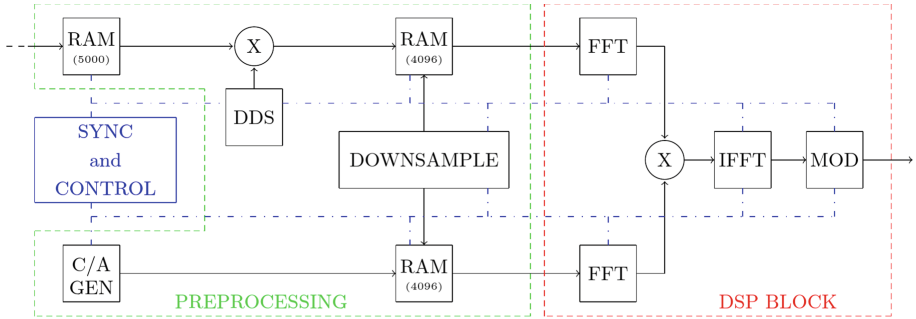 RAM
(5000)
X
RAM
(4096)
FFT
DDS
SYNC
and
CONTROL
DOWNSAMPLE
X
IFFT
MOD
C/A
GEN
RAM
(4096)
FFT
PREPROCESSING
DSP BLOCK